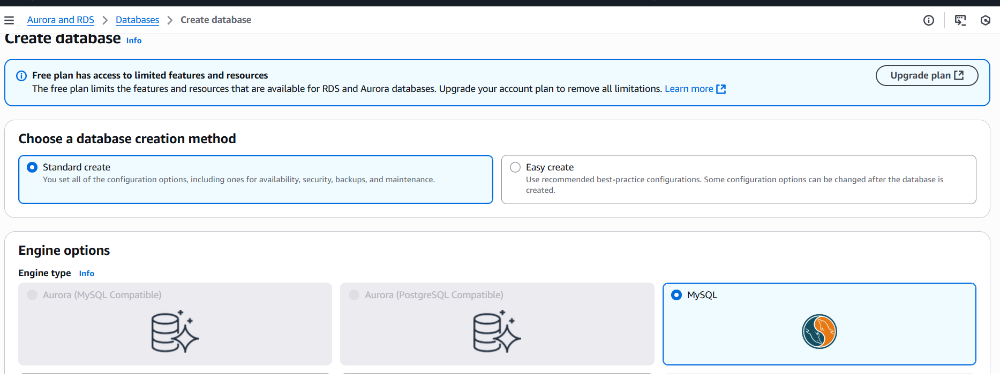 Aurora and RDS > Databases > Create database
Create database Info
Free plan has access to limited features and resources
The free plan limits the features and resources that are available for RDS and Aurora databases. Upgrade your account plan to remove all limitations. Learn more
Upgrade plan
Choose a database creation method
Standard create
You set all of the configuration options, including ones for availability, security, backups, and maintenance.
Easy create
Use recommended best-practice configurations. Some configuration options can be changed after the database is
created.
Engine options
Engine type Info
Aurora (MySQL Compatible)
Aurora (PostgreSQL Compatible)
MySQL